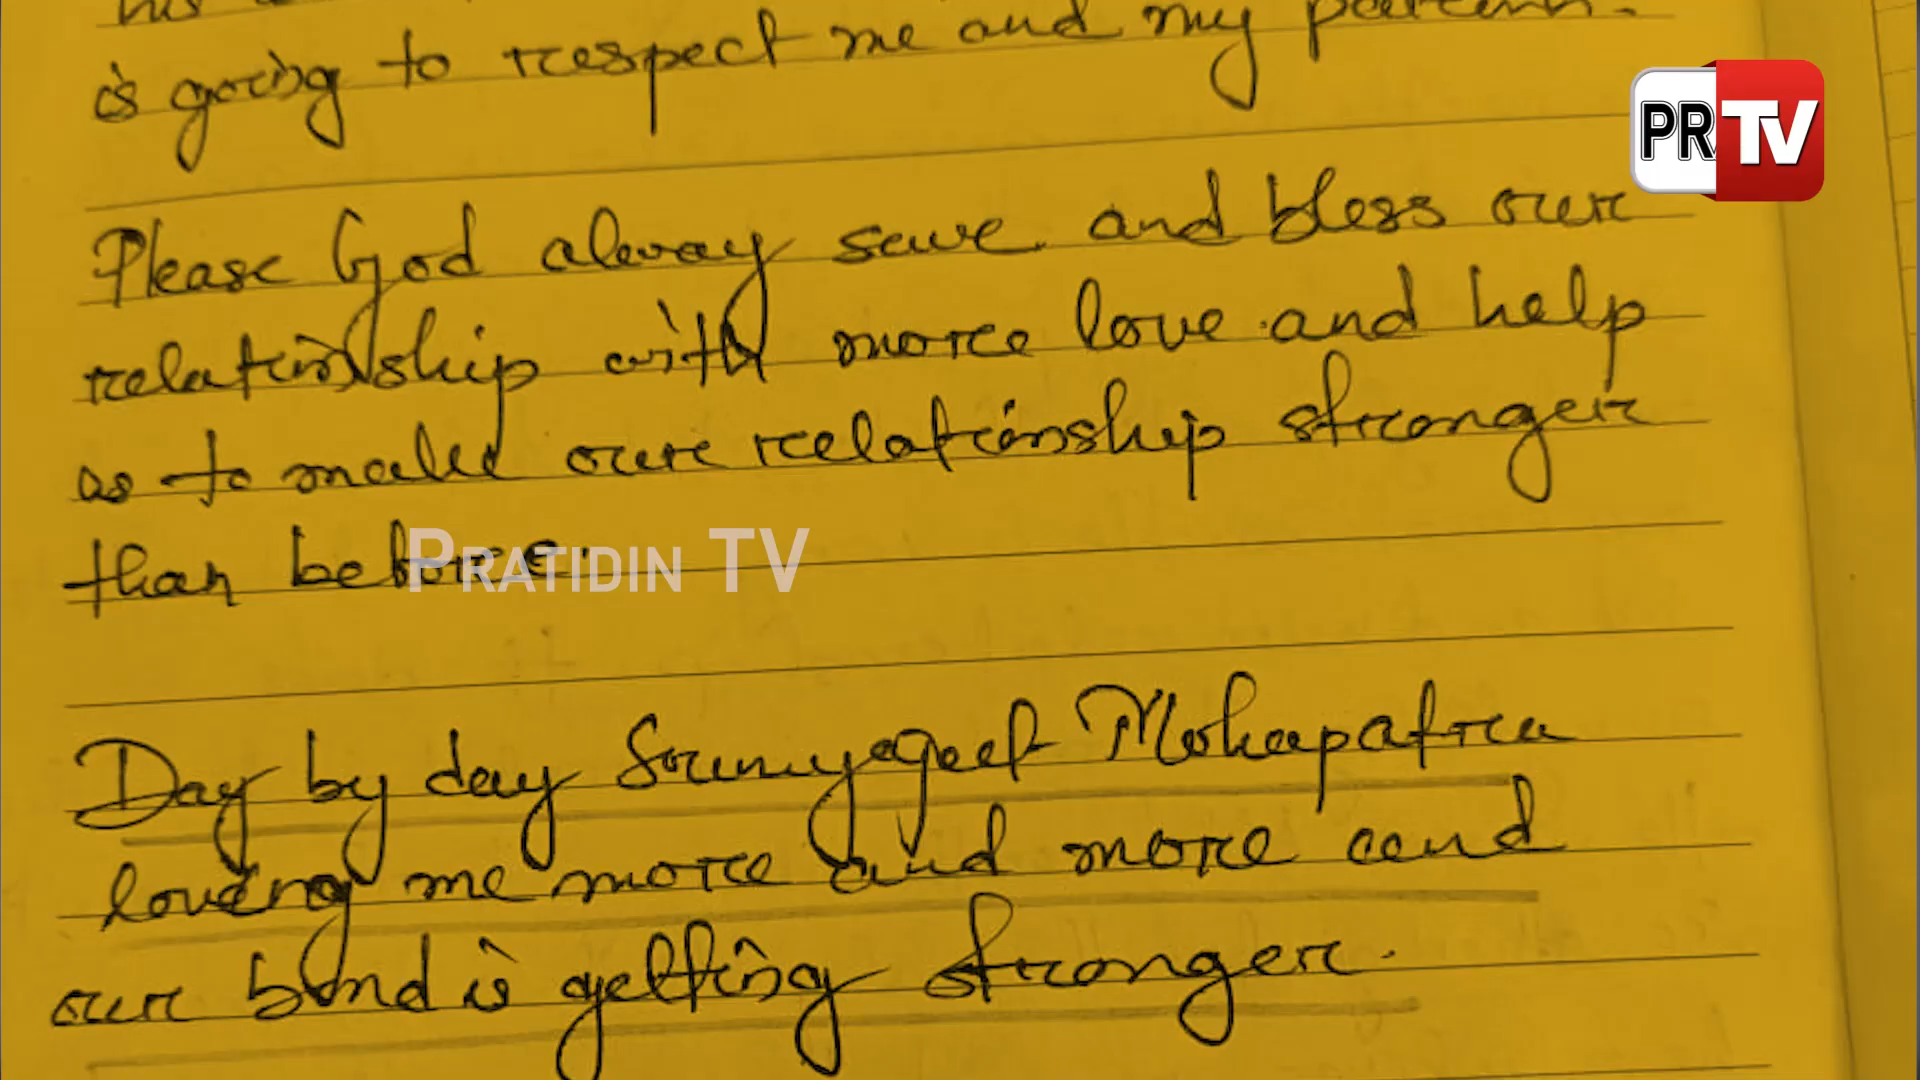 is going to respect me and my
PRTV
Please God alway save and bless our
relationship with more love and help
as to make our relationship stronger
than before.
PRATIDIN TV
Day by day Soumyageet Mohapatra
loving me more and more and
our bond is getting stronger.